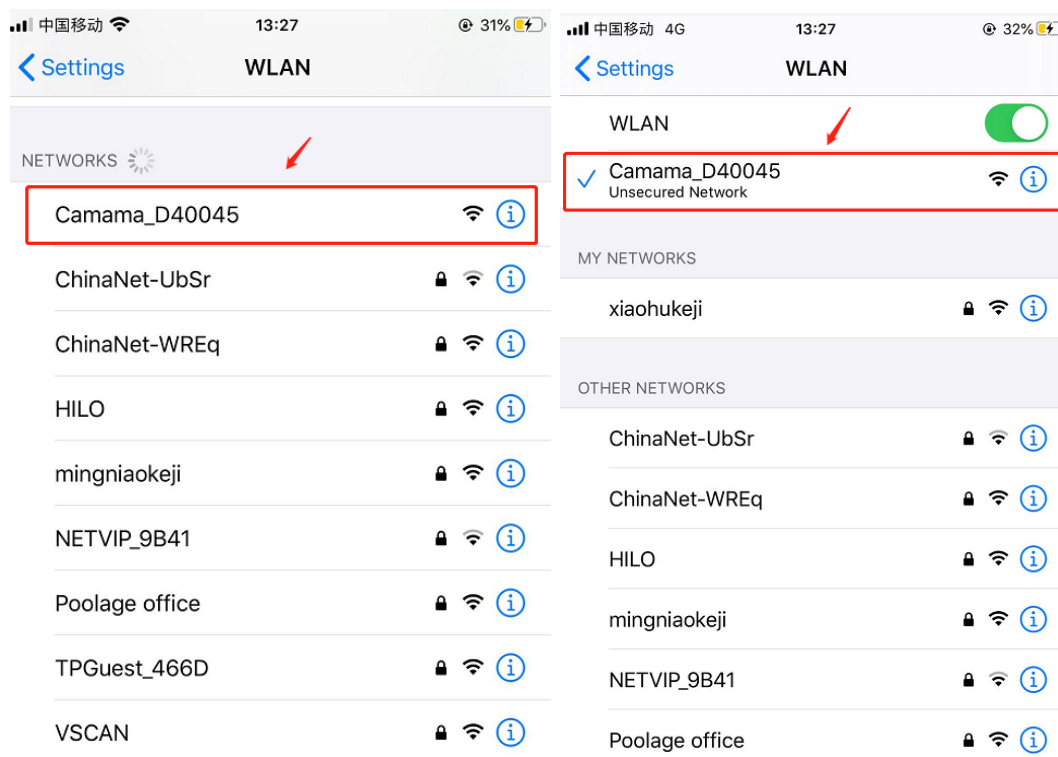 中国移动 13:27 31%
Settings WLAN
NETWORKS
Camama_D40045
ChinaNet-UbSr
ChinaNet-WREq
HILO
mingniaokeji
NETVIP_9B41
Poolage office
TPGuest_466D
VSCAN
中国移动 4G 13:27 32%
Settings WLAN
WLAN
Camama_D40045
Unsecured Network
MY NETWORKS
xiaohukeji
OTHER NETWORKS
ChinaNet-UbSr
ChinaNet-WREq
HILO
mingniaokeji
NETVIP_9B41
Poolage office